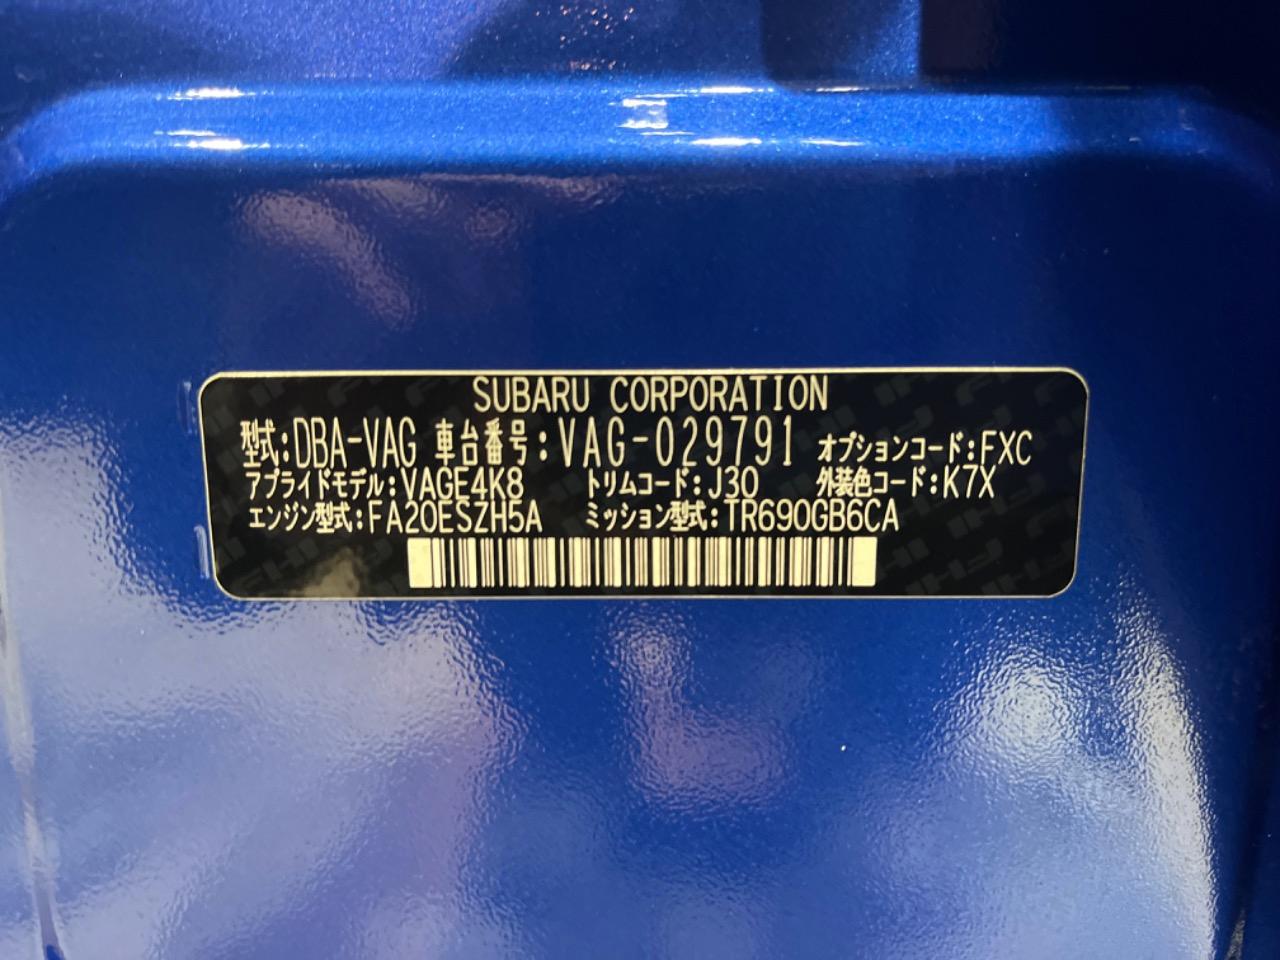 SUBARU CORPORATION
型式:DBA-VAG 車台番号:VAG-029791 オプションコード:FXC
アプライドモデル:VAGE4K8 トリムコード:J30 外装色コード:K7X
エンジン型式:FA20ESZH5A ミッション型式:TR690GB6CA